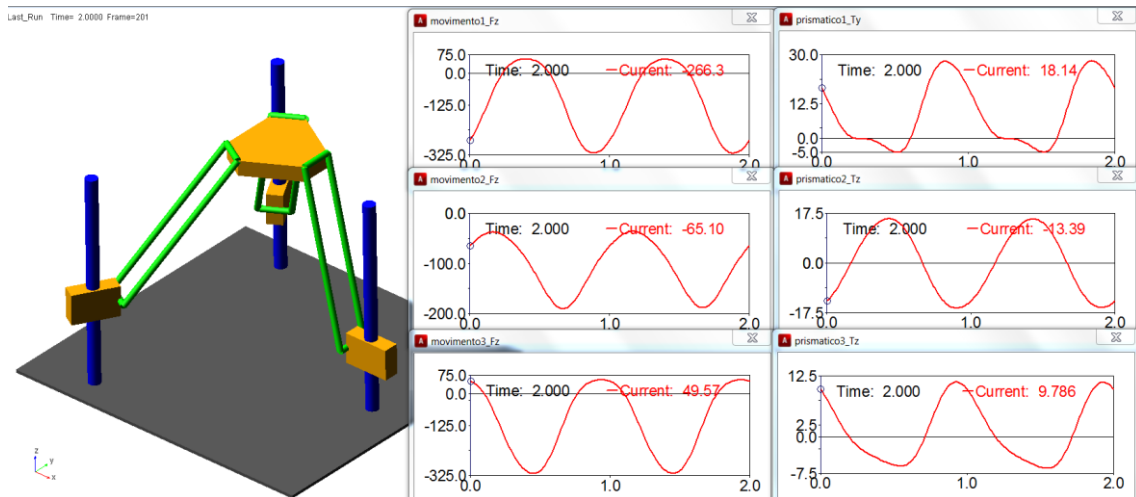 Last_Run Time= 2.0000 Frame=201
z
y
x
movimento1_Fz
75.0
0.0
-125.0
-325.0
Time: 2.000
Current: -266.3
0.0
1.0
2.0
prismatico1_Ty
30.0
12.5
0.0
-5.0
Time: 2.000
Current: 18.14
1.0
2.0
movimento2_Fz
0.0
-100.0
-200.0
Time: 2.000
Current: -65.10
0.0
1.0
2.0
prismatico2_Tz
17.5
0.0
-17.5
Time: 2.000
Current: -13.39
0.0
1.0
2.0
movimento3_Fz
75.0
0.0
-125.0
-325.0
Time: 2.000
Current: 49.57
0.0
1.0
2.0
prismatico3_Tz
12.5
2.5
0.0
-7.5
Time: 2.000
Current: 9.786
0.0
1.0
2.0